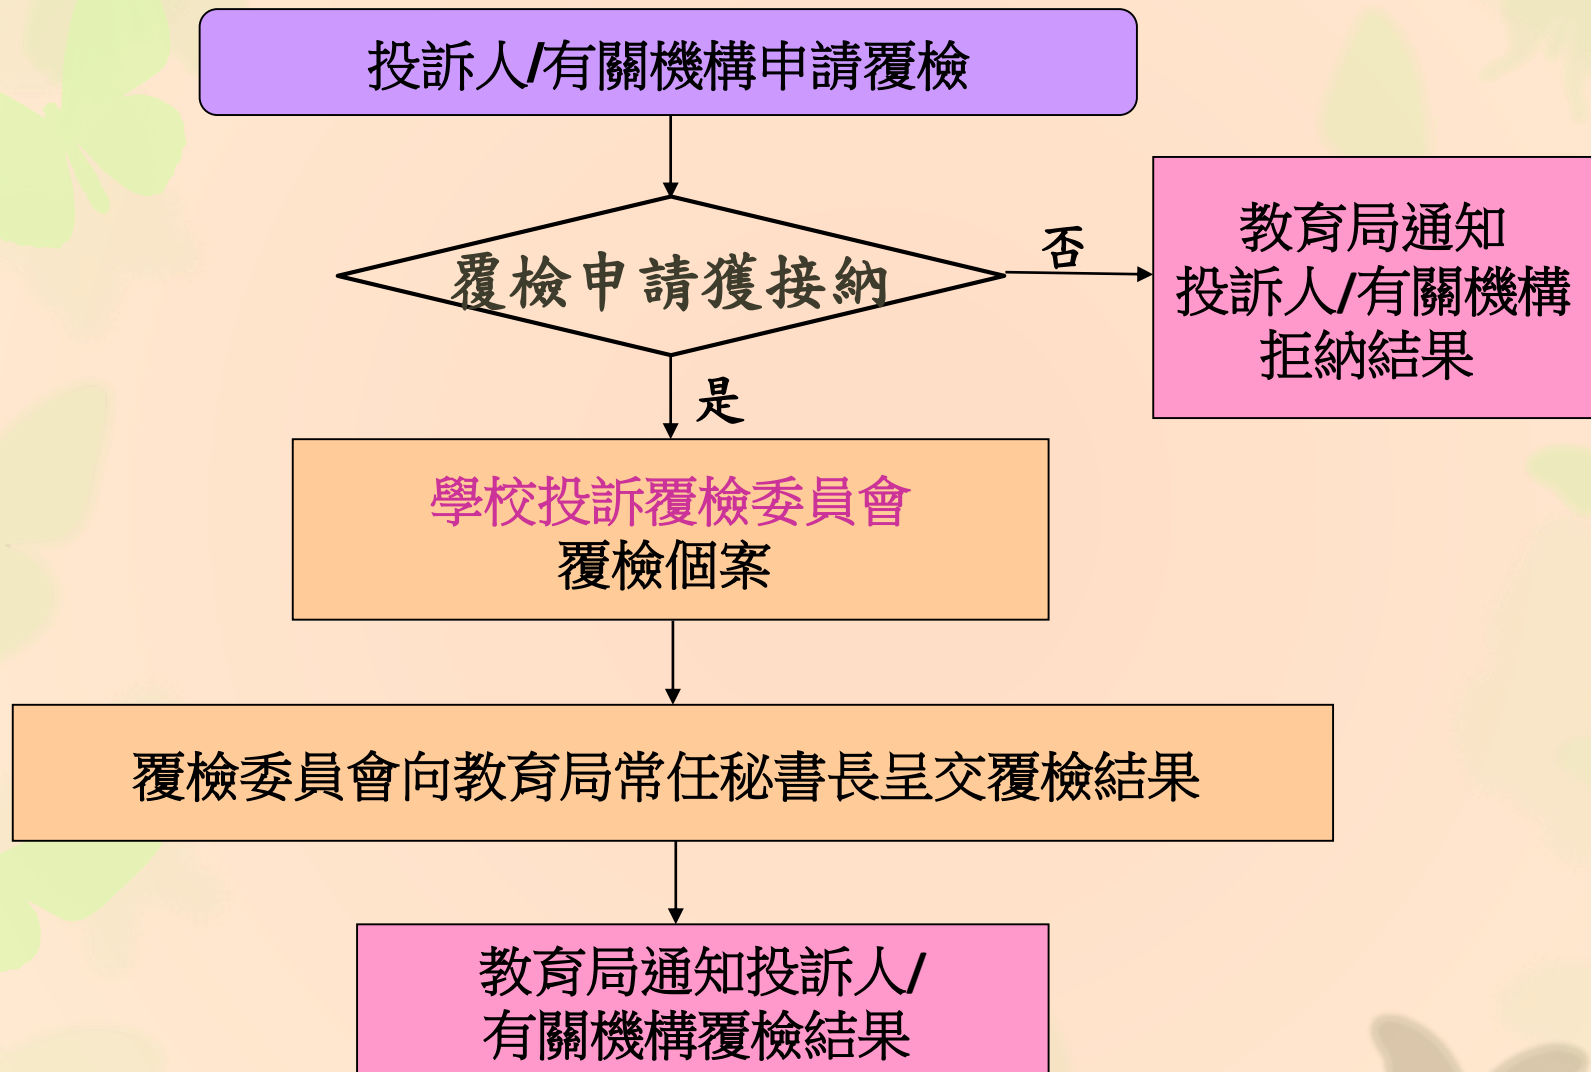 投訴人/有關機構申請覆檢
覆檢申請獲接納
否
教育局通知
投訴人/有關機構
拒納結果
是
學校投訴覆檢委員會
覆檢個案
覆檢委員會向教育局常任秘書長呈交覆檢結果
教育局通知投訴人/
有關機構覆檢結果